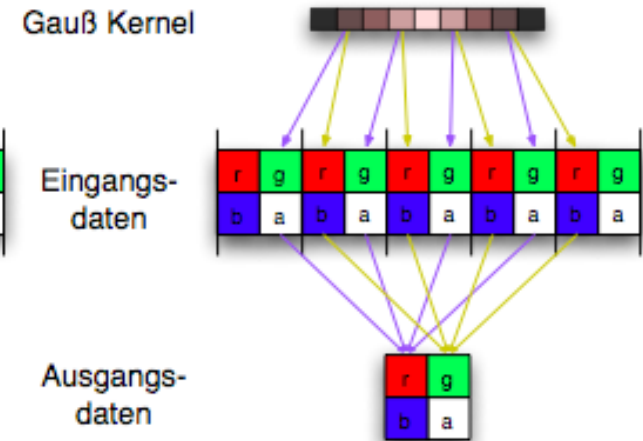 Gauß Kernel
Eingangs-
daten
r g r g r g r g r g
b a b a b a b a b a
Ausgangs-
daten
r g
b a